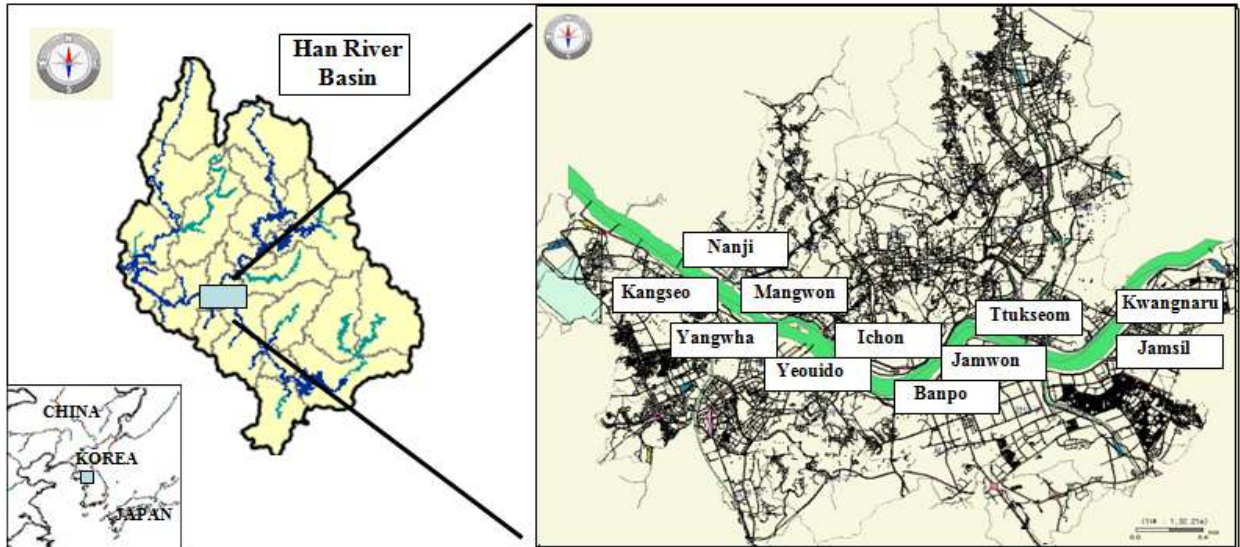 Han River
Basin
CHINA
KOREA
JAPAN
Nanji
Kangseo
Mangwon
Kwangnaru
Ttukseom
Yangwha
Ichon
Jamwon
Jamsil
Yeouido
Banpo